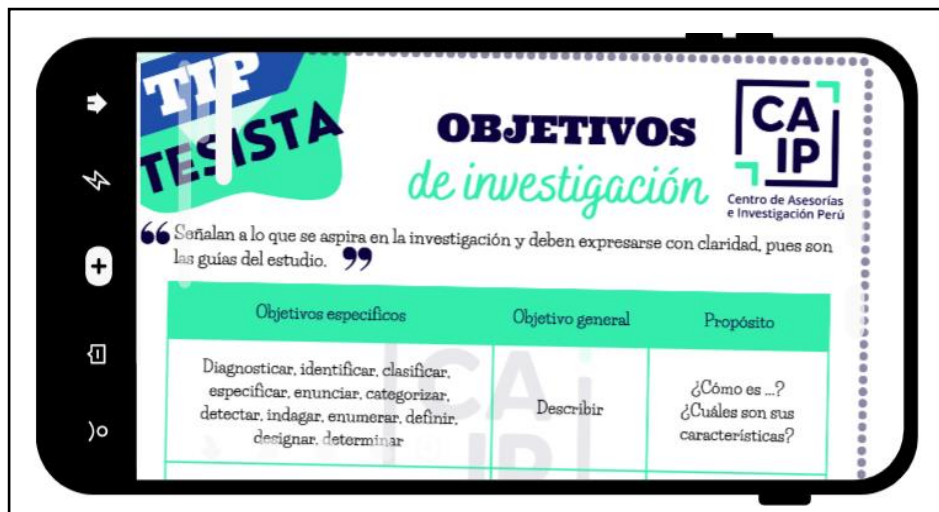 TIP
TESISTA
OBJETIVOS
de investigación
CA
IP
Centro de Asesorías
e Investigación Perú
“ Señalan a lo que se aspira en la investigación y deben expresarse con claridad, pues son
las guías del estudio. ”
Objetivos específicos
Objetivo general
Propósito
Diagnosticar, identificar, clasificar,
especificar, enunciar, categorizar,
detectar, indagar, enumerar, definir,
designar, determinar
Describir
¿Cómo es ...?
¿Cuáles son sus
características?
CA
IP